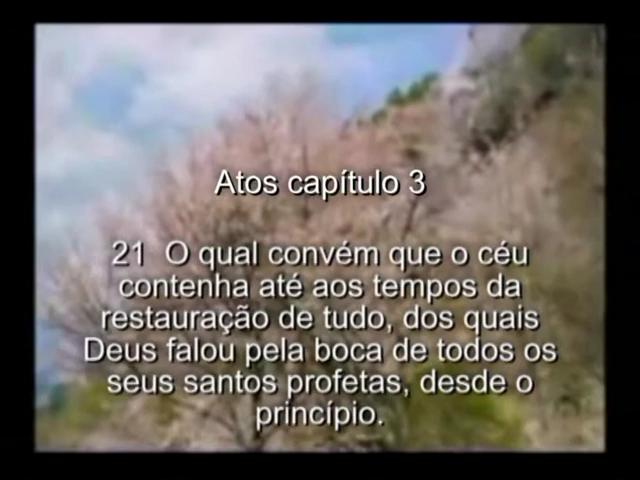 Atos capítulo 3
21 O qual convém que o céu
contenha até aos tempos da
restauração de tudo, dos quais
Deus falou pela boca de todos os
seus santos profetas, desde o
princípio.